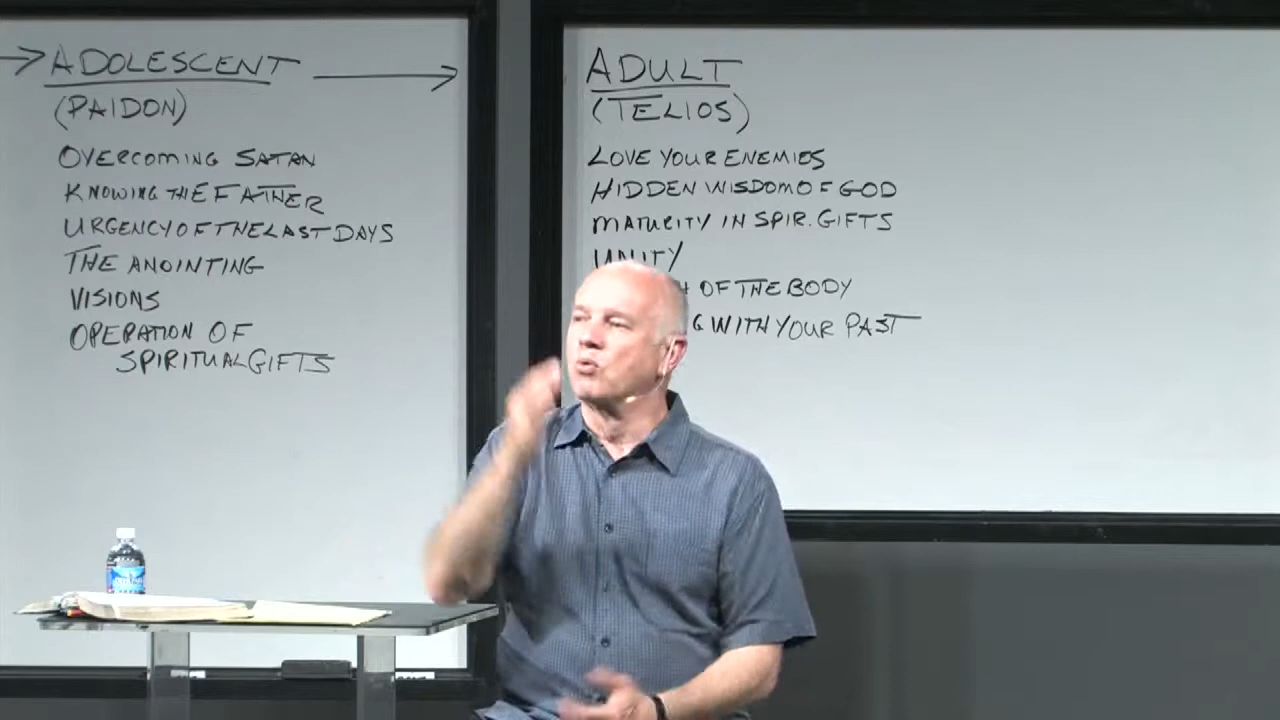 ADOLESCENT
(PAIDON)
OVERCOMING SATAN
KNOWING THE FATHER
URGENCY OF THE LAST DAYS
THE ANOINTING
VISIONS
OPERATION OF
SPIRITUAL GIFTS
ADULT
(TELIOS)
LOVE YOUR ENEMIES
HIDDEN WISDOM OF GOD
MATURITY IN SPIR. GIFTS
UNITY
OF THE BODY
WITH YOUR PAST